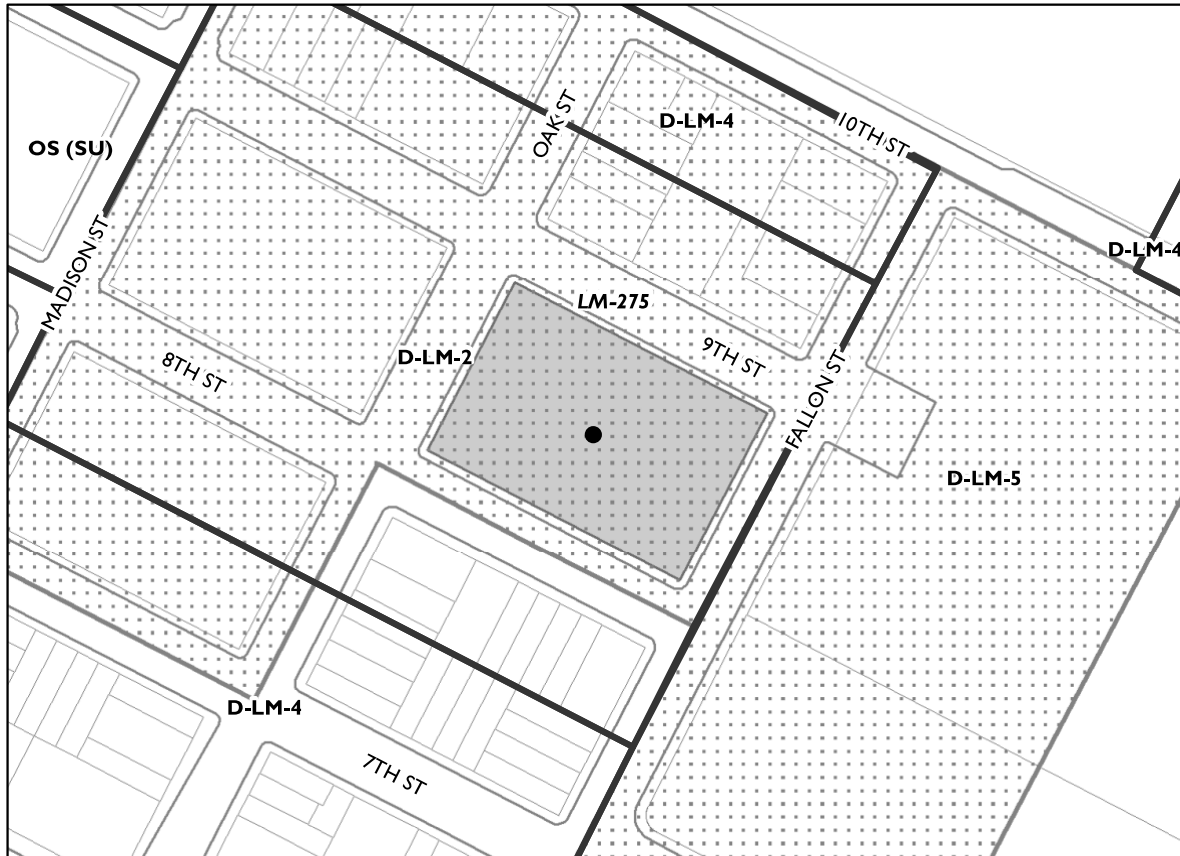 OAK ST
D-LM-4
10TH ST
OS (SU)
D-LM-4
MADISON ST
LM-275
D-LM-2
9TH ST
8TH ST
FALLON ST
D-LM-5
D-LM-4
7TH ST